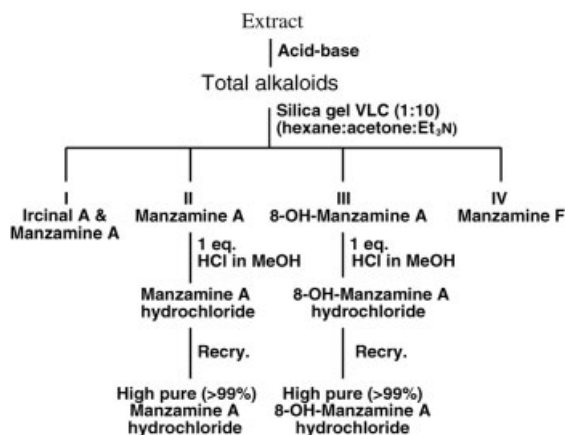 Extract
Acid-base
Total alkaloids
Silica gel VLC (1:10)
(hexane:acetone:Et₃N)
I
Ircinal A &
Manzamine A
II
Manzamine A
III
8-OH-Manzamine A
IV
Manzamine F
1 eq.
HCl in MeOH
1 eq.
HCl in MeOH
Manzamine A
hydrochloride
8-OH-Manzamine A
hydrochloride
Recry.
Recry.
High pure (>99%)
Manzamine A
hydrochloride
High pure (>99%)
8-OH-Manzamine A
hydrochloride